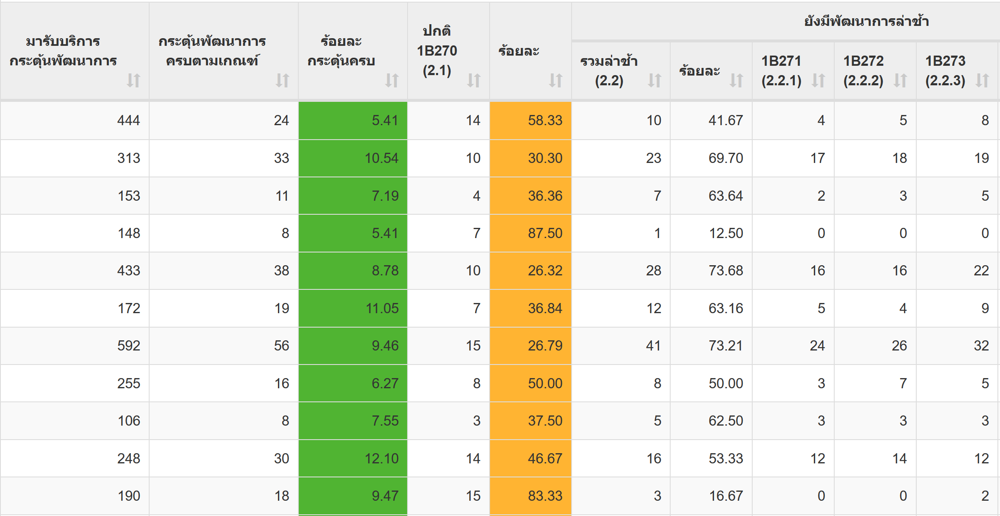 มารับบริการ
กระตุ้นพัฒนาการ
กระตุ้นพัฒนาการ
ครบตามเกณฑ์
ร้อยละ
กระตุ้นครบ
ปกติ
1B270
(2.1)
ร้อยละ
ยังมีพัฒนาการล่าช้า
รวมล่าช้า
(2.2)
ร้อยละ
1B271
(2.2.1)
1B272
(2.2.2)
1B273
(2.2.3)
444 24 5.41 14 58.33 10 41.67 4 5 8
313 33 10.54 10 30.30 23 69.70 17 18 19
153 11 7.19 4 36.36 7 63.64 2 3 5
148 8 5.41 7 87.50 1 12.50 0 0 0
433 38 8.78 10 26.32 28 73.68 16 16 22
172 19 11.05 7 36.84 12 63.16 5 4 9
592 56 9.46 15 26.79 41 73.21 24 26 32
255 16 6.27 8 50.00 8 50.00 3 7 5
106 8 7.55 3 37.50 5 62.50 3 3 3
248 30 12.10 14 46.67 16 53.33 12 14 12
190 18 9.47 15 83.33 3 16.67 0 0 2